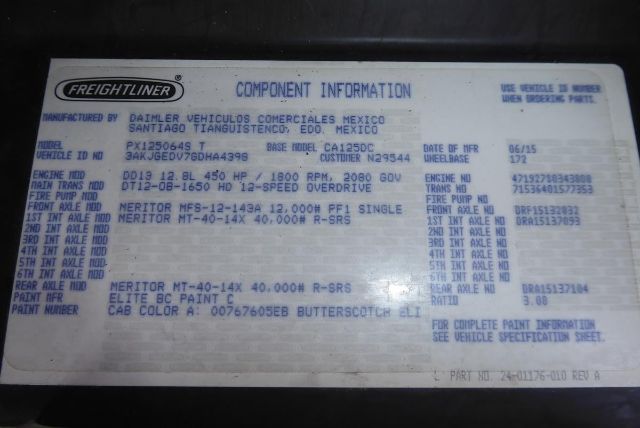 FREIGHTLINER®
COMPONENT INFORMATION
USE VEHICLE ID NUMBER
WHEN ORDERING PARTS.
MANUFACTURED BY DAIMLER VEHICULOS COMERCIALES MEXICO
SANTIAGO TIANGUISTENCO, EDO. MEXICO
MODEL PX125064S T BASE MODEL CA125DC DATE OF MFR 06/15
VEHICLE ID NO 3AKJGEDV7GDHA4398 CUSTOMER N29544 WHEELBASE 172
ENGINE MOD DD13 12.8L 450 HP / 1800 RPM, 2080 GOV ENGINE NO 471927S0343808
MAIN TRANS MOD DT12-OB-1650 HD 12-SPEED OVERDRIVE TRANS NO 71536401577353
FIRE PUMP MOD FIRE PUMP NO
FRONT AXLE MOD MERITOR MFS-12-143A 12,000# FF1 SINGLE FRONT AXLE NO DRF15132032
1ST INT AXLE MOD MERITOR MT-40-14X 40,000# R-SRS 1ST INT AXLE NO DRA15137093
2ND INT AXLE MOD 2ND INT AXLE NO
3RD INT AXLE MOD 3RD INT AXLE NO
4TH INT AXLE MOD 4TH INT AXLE NO
5TH INT AXLE MOD 5TH INT AXLE NO
6TH INT AXLE MOD 6TH INT AXLE NO
REAR AXLE MOD MERITOR MT-40-14X 40,000# R-SRS REAR AXLE NO DRA15137104
PAINT MFR ELITE BC PAINT C RATIO 3.08
PAINT NUMBER CAB COLOR A: 00767605EB BUTTERSCOTCH ELI
FOR COMPLETE PAINT INFORMATION
SEE VEHICLE SPECIFICATION SHEET.
PART NO. 24-01176-010 REV A